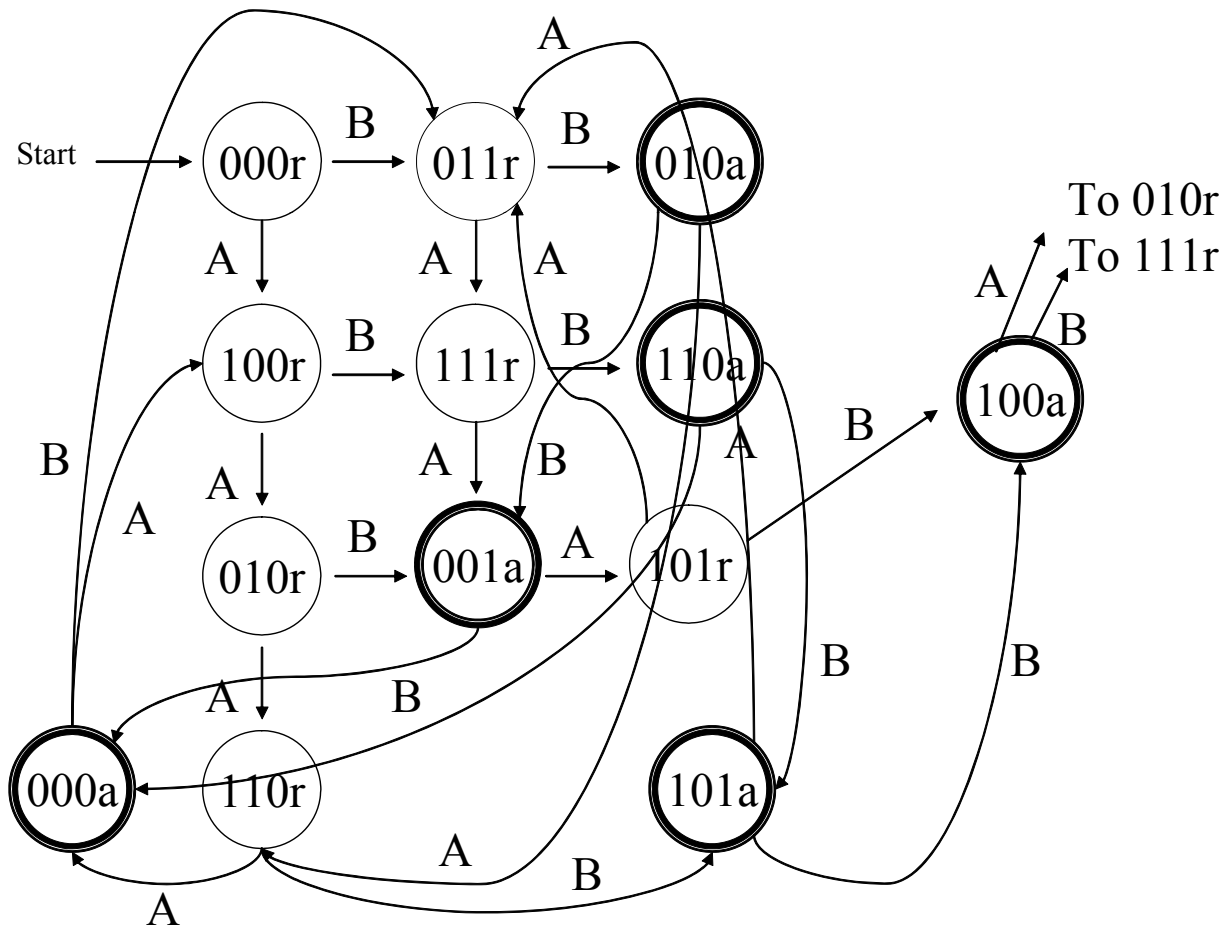 A
B B
Start 000r 011r 010a
To 010r
To 111r
A A A
A
B B B
100r 111r 110a
100a
B
B
A
A A B
A
B A
010r 001a 101r
B B
A B
000a 110r 101a
A B
A